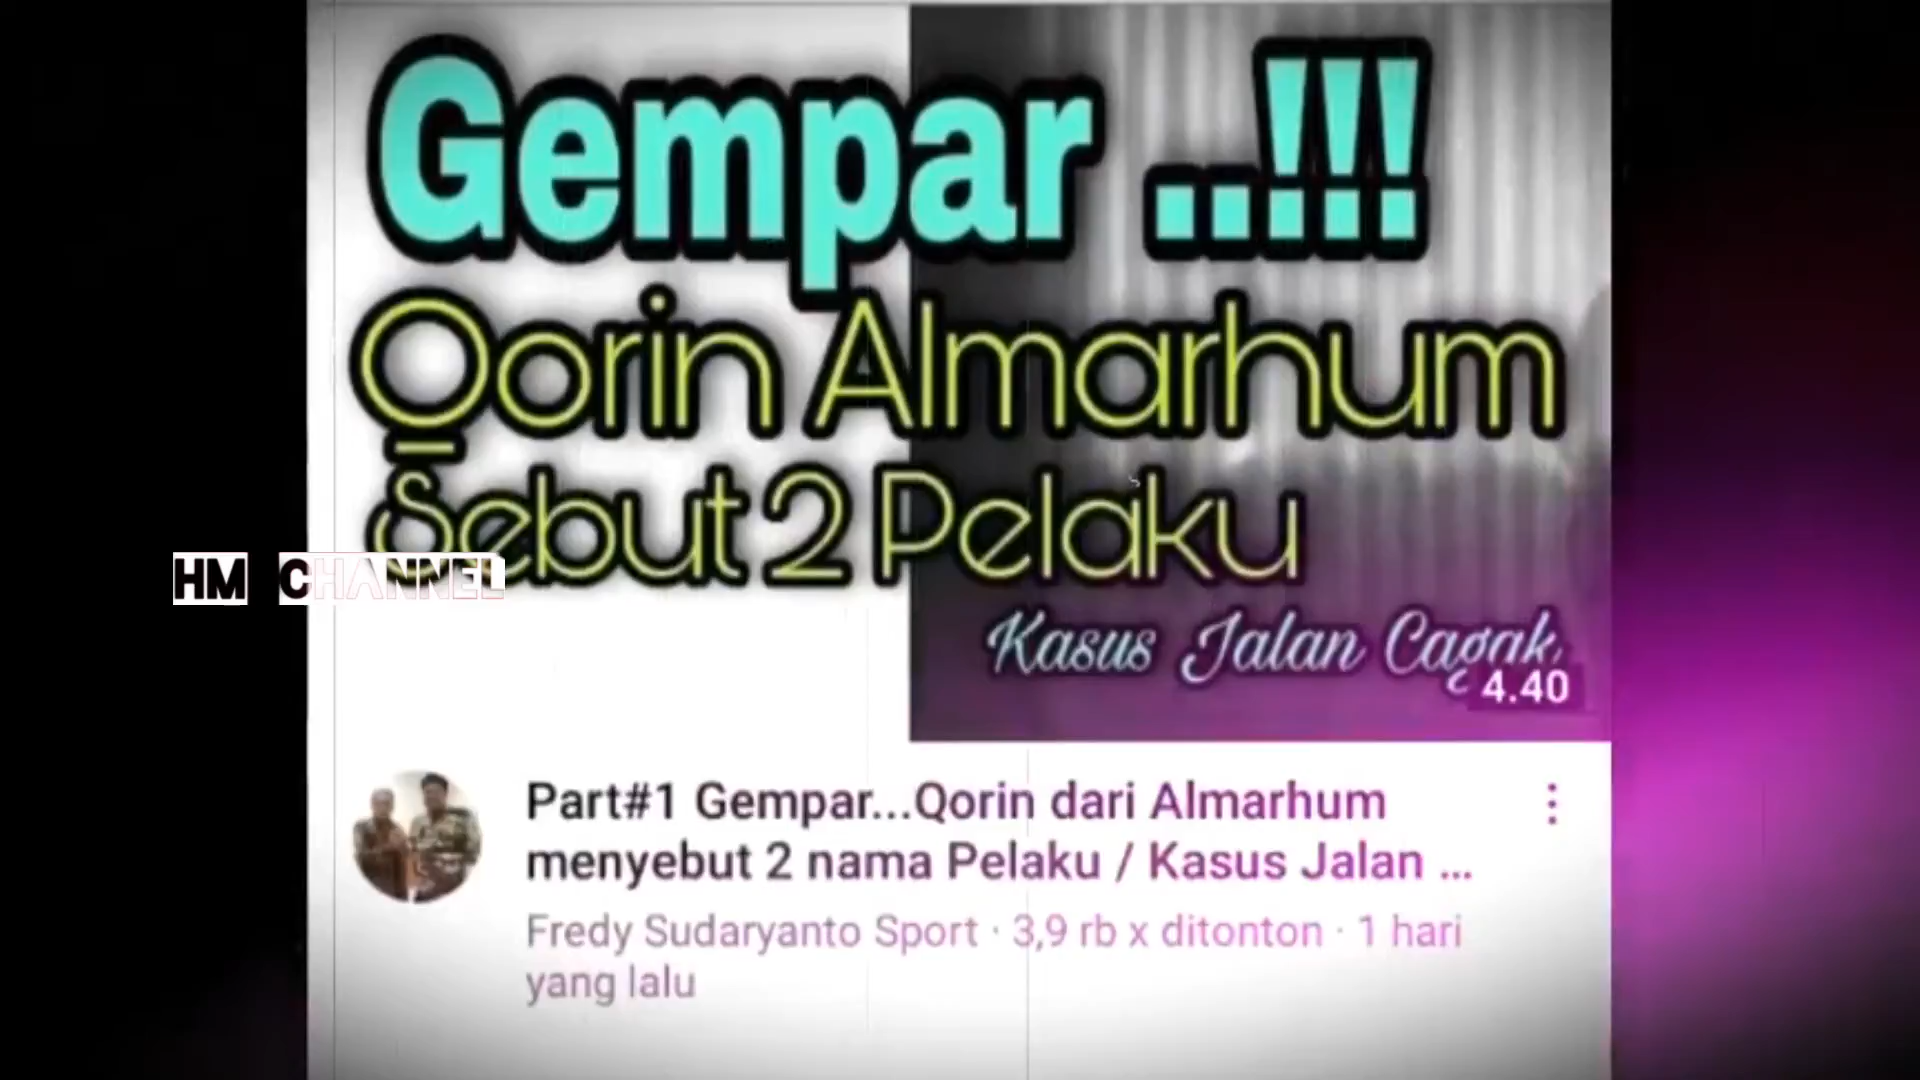 Gempar ..!!!
Qorin Almarhum
Sebut 2 Pelaku
HM CHANNEL
Kasus Jalan Cagak,
4.40
Part#1 Gempar...Qorin dari Almarhum
menyebut 2 nama Pelaku / Kasus Jalan ...
Fredy Sudaryanto Sport · 3,9 rb x ditonton · 1 hari
yang lalu